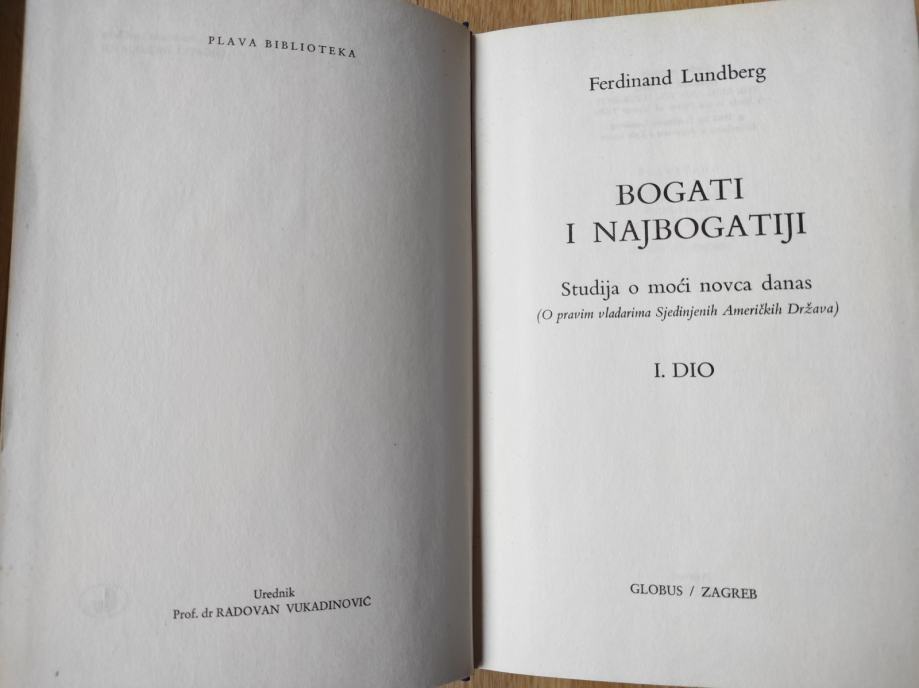 PLAVA BIBLIOTEKA
Urednik
Prof. dr RADOVAN VUKADINOVIĆ
Ferdinand Lundberg
BOGATI
I NAJBOGATIJI
Studija o moći novca danas
(O pravim vladarima Sjedinjenih Američkih Država)
I. DIO
GLOBUS / ZAGREB